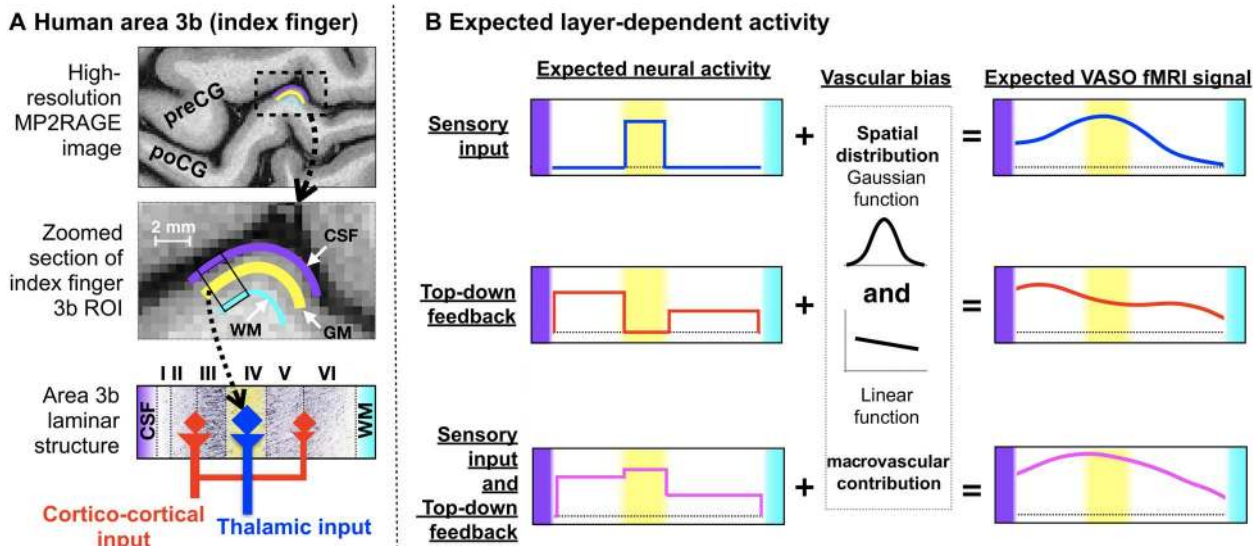 A Human area 3b (index finger)
High-
resolution
MP2RAGE
image
preCG
poCG
Zoomed
section of
index finger
3b ROI
2 mm
CSF
WM
GM
Area 3b
laminar
structure
I II III IV V VI
CSF
WM
Cortico-cortical
input
Thalamic input
B Expected layer-dependent activity
Expected neural activity
Vascular bias
Expected VASO fMRI signal
Sensory
input
+
=
Spatial
distribution
Gaussian
function
and
Top-down
feedback
+
=
Linear
function
macrovascular
contribution
Sensory
input
and
Top-down
feedback
+
=